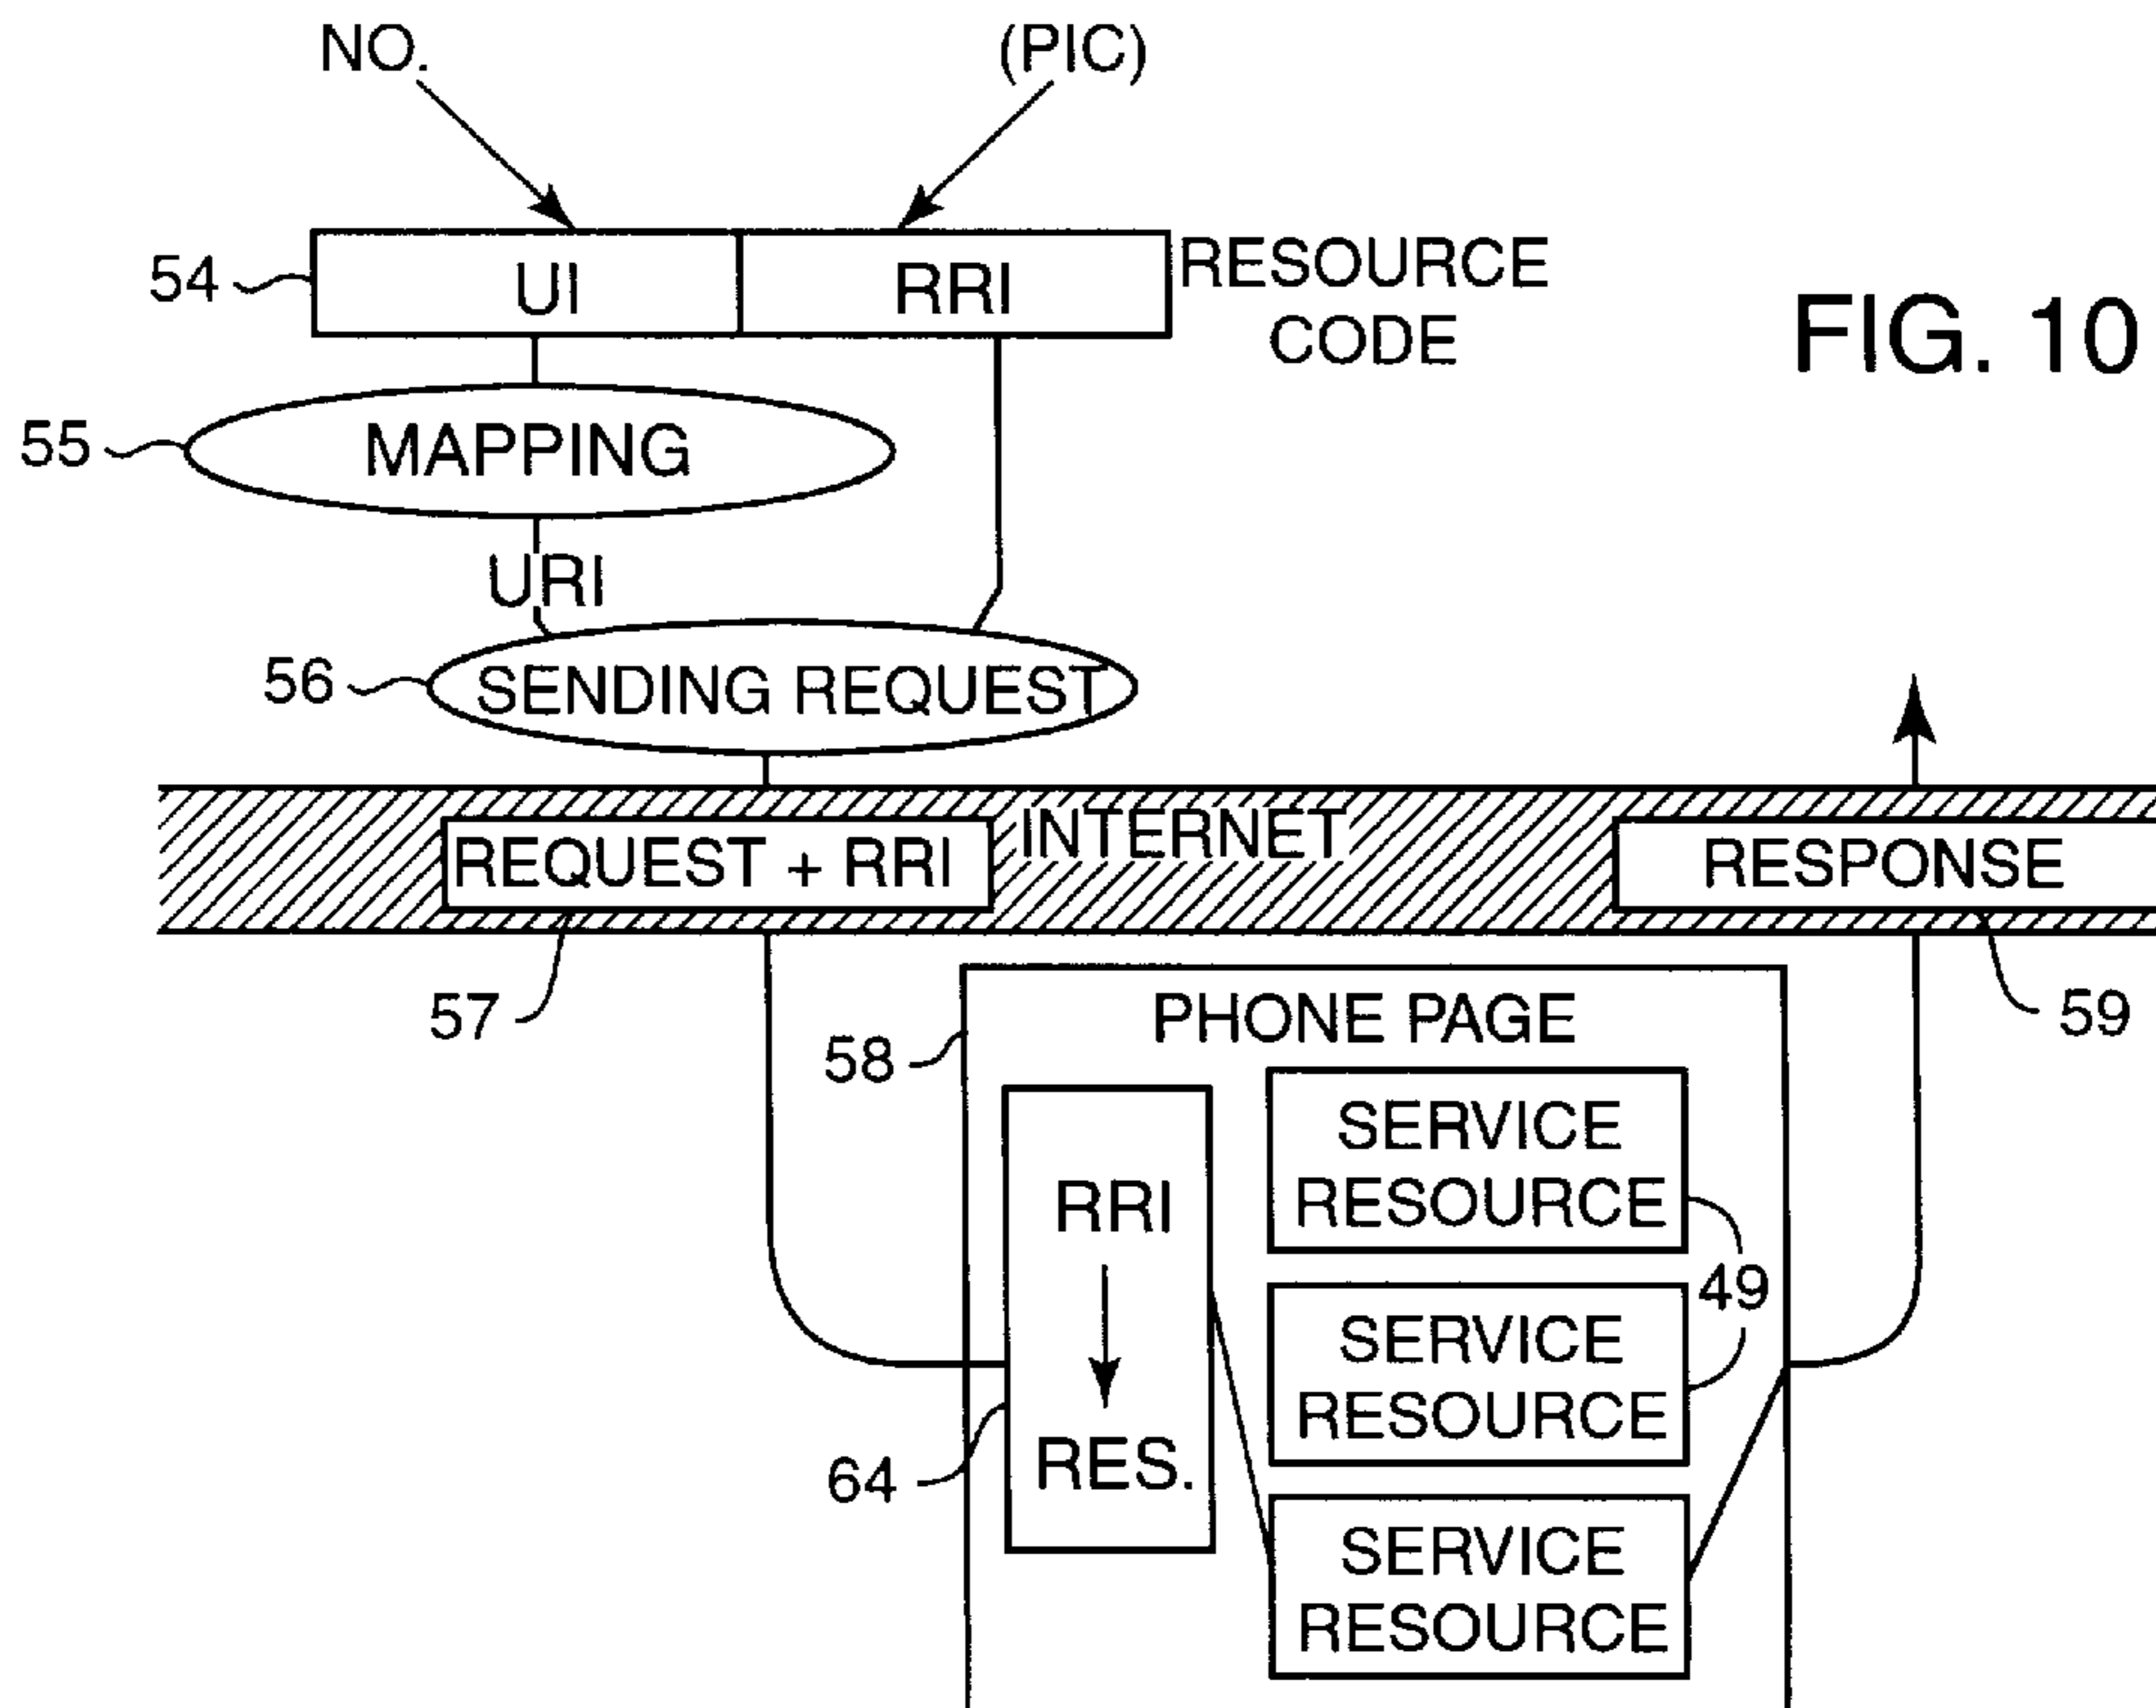 NO.
(PIC)
54
UI
RRI
RESOURCE
CODE
FIG. 10
55
MAPPING
URI
56
SENDING REQUEST
INTERNET
REQUEST + RRI
RESPONSE
57
58
PHONE PAGE
59
SERVICE
RESOURCE
RRI
49
SERVICE
RESOURCE
64
RES.
SERVICE
RESOURCE